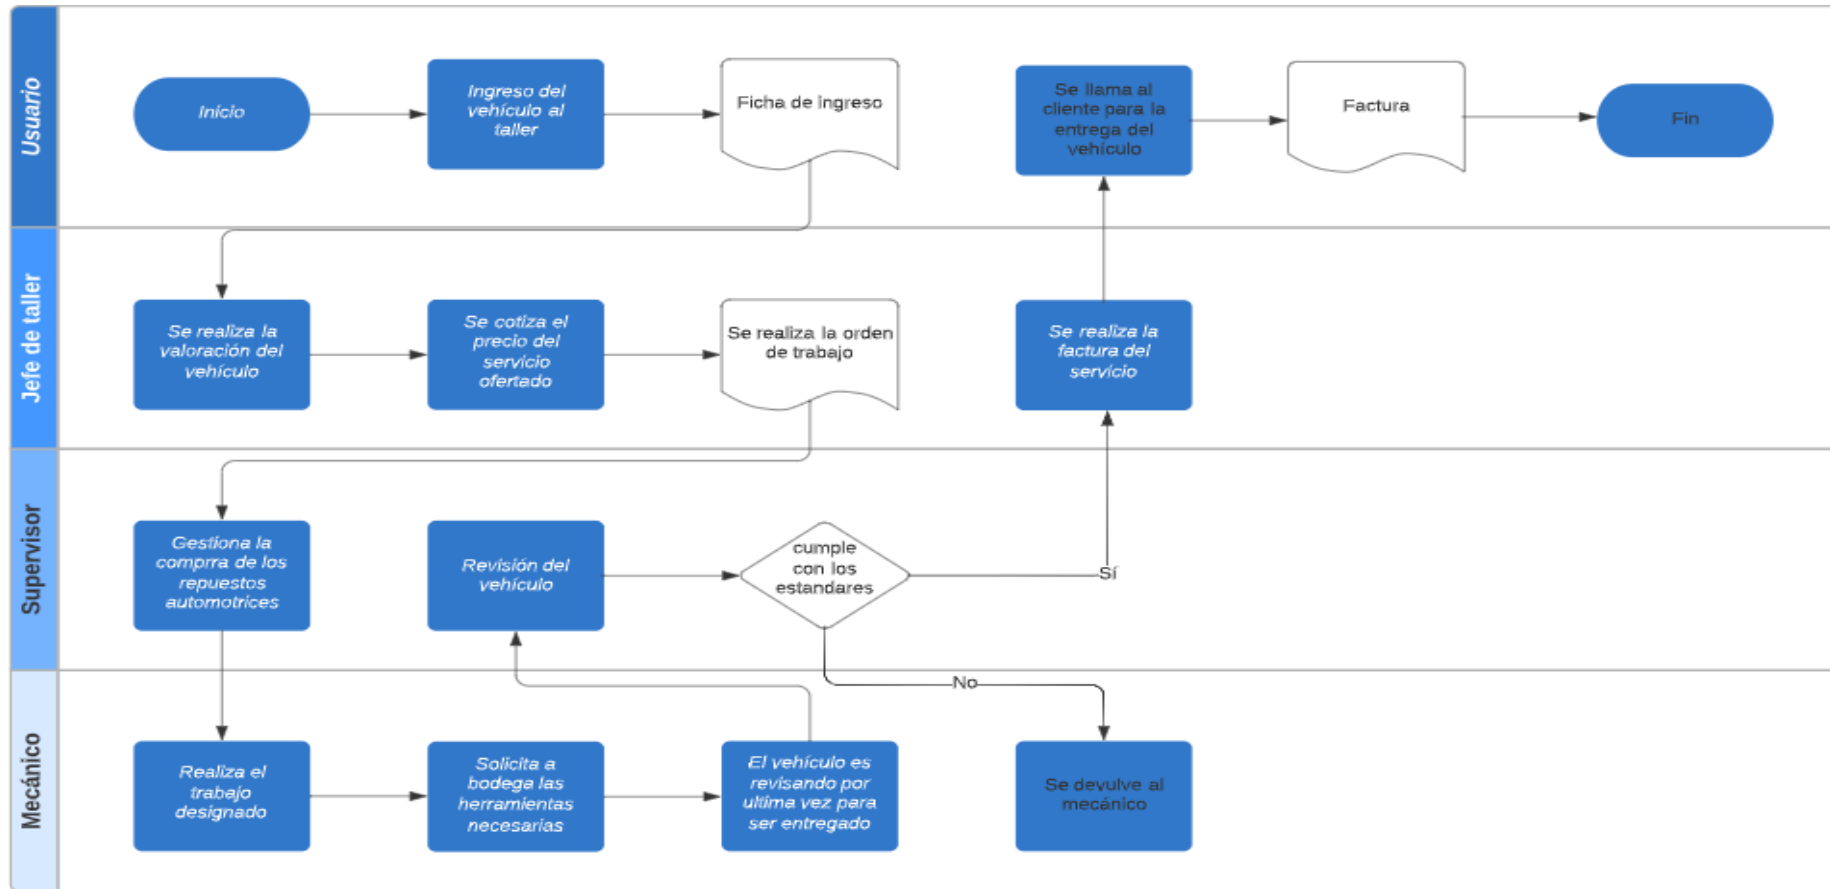 Usuario
Inicio
Ingreso del
vehículo al
taller
Ficha de ingreso
Se llama al
cliente para la
entrega del
vehículo
Factura
Fin
Jefe de taller
Se realiza la
valoración del
vehículo
Se cotiza el
precio del
servicio
ofertado
Se realiza la orden
de trabajo
Se realiza la
factura del
servicio
Supervisor
Gestiona la
comprra de los
repuestos
automotrices
Revisión del
vehículo
cumple
con los
estandares
Sí
No
Mecánico
Realiza el
trabajo
designado
Solicita a
bodega las
herramientas
necesarias
El vehículo es
revisando por
ultima vez para
ser entregado
Se devulve al
mecánico